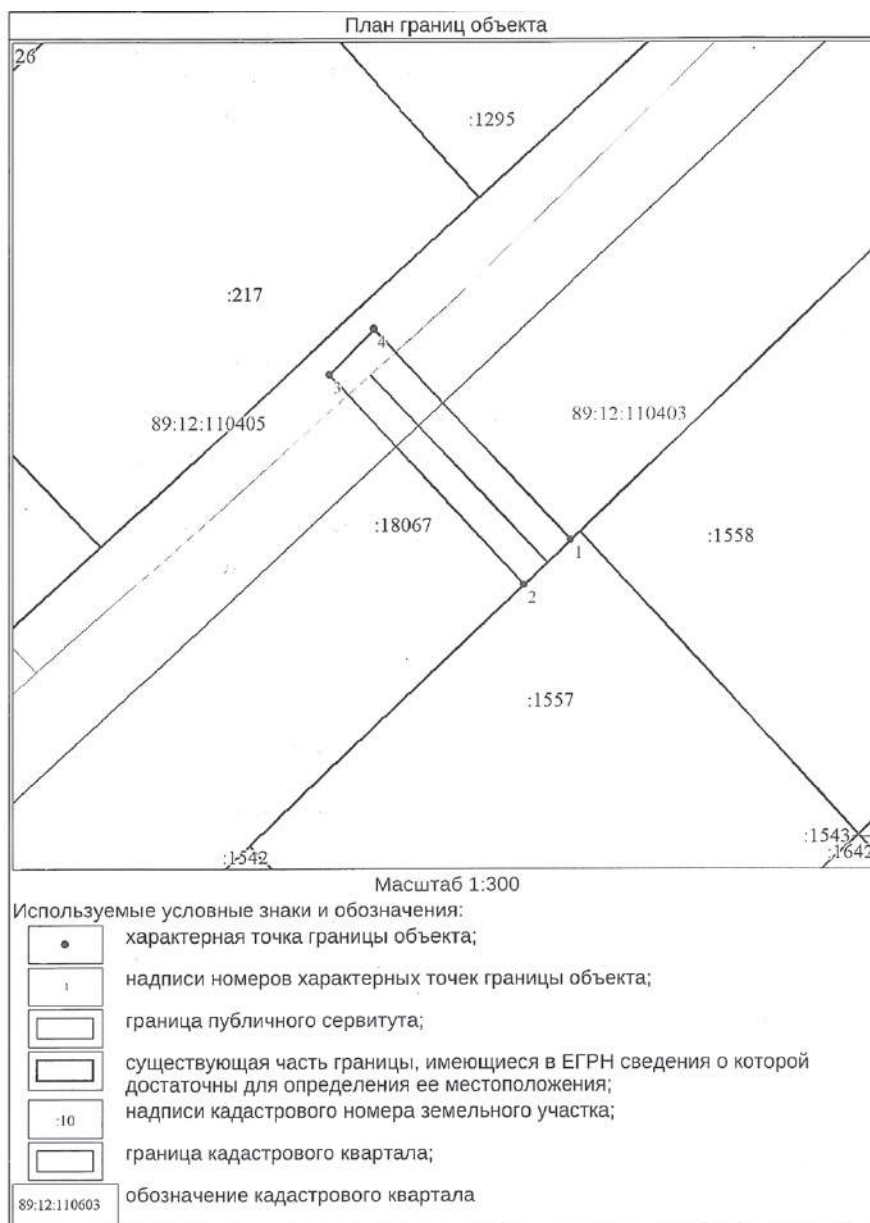 План границ объекта
26
:1295
:217
4
3
89:12:110405
89:12:110403
:18067
:1558
1
2
:1557
:1543
:1542
:1642
Масштаб 1:300
Используемые условные знаки и обозначения:
характерная точка границы объекта;
1 надписи номеров характерных точек границы объекта;
граница публичного сервитута;
существующая часть границы, имеющиеся в ЕГРН сведения о которой
достаточны для определения ее местоположения;
:10 надписи кадастрового номера земельного участка;
граница кадастрового квартала;
89:12:110603 обозначение кадастрового квартала